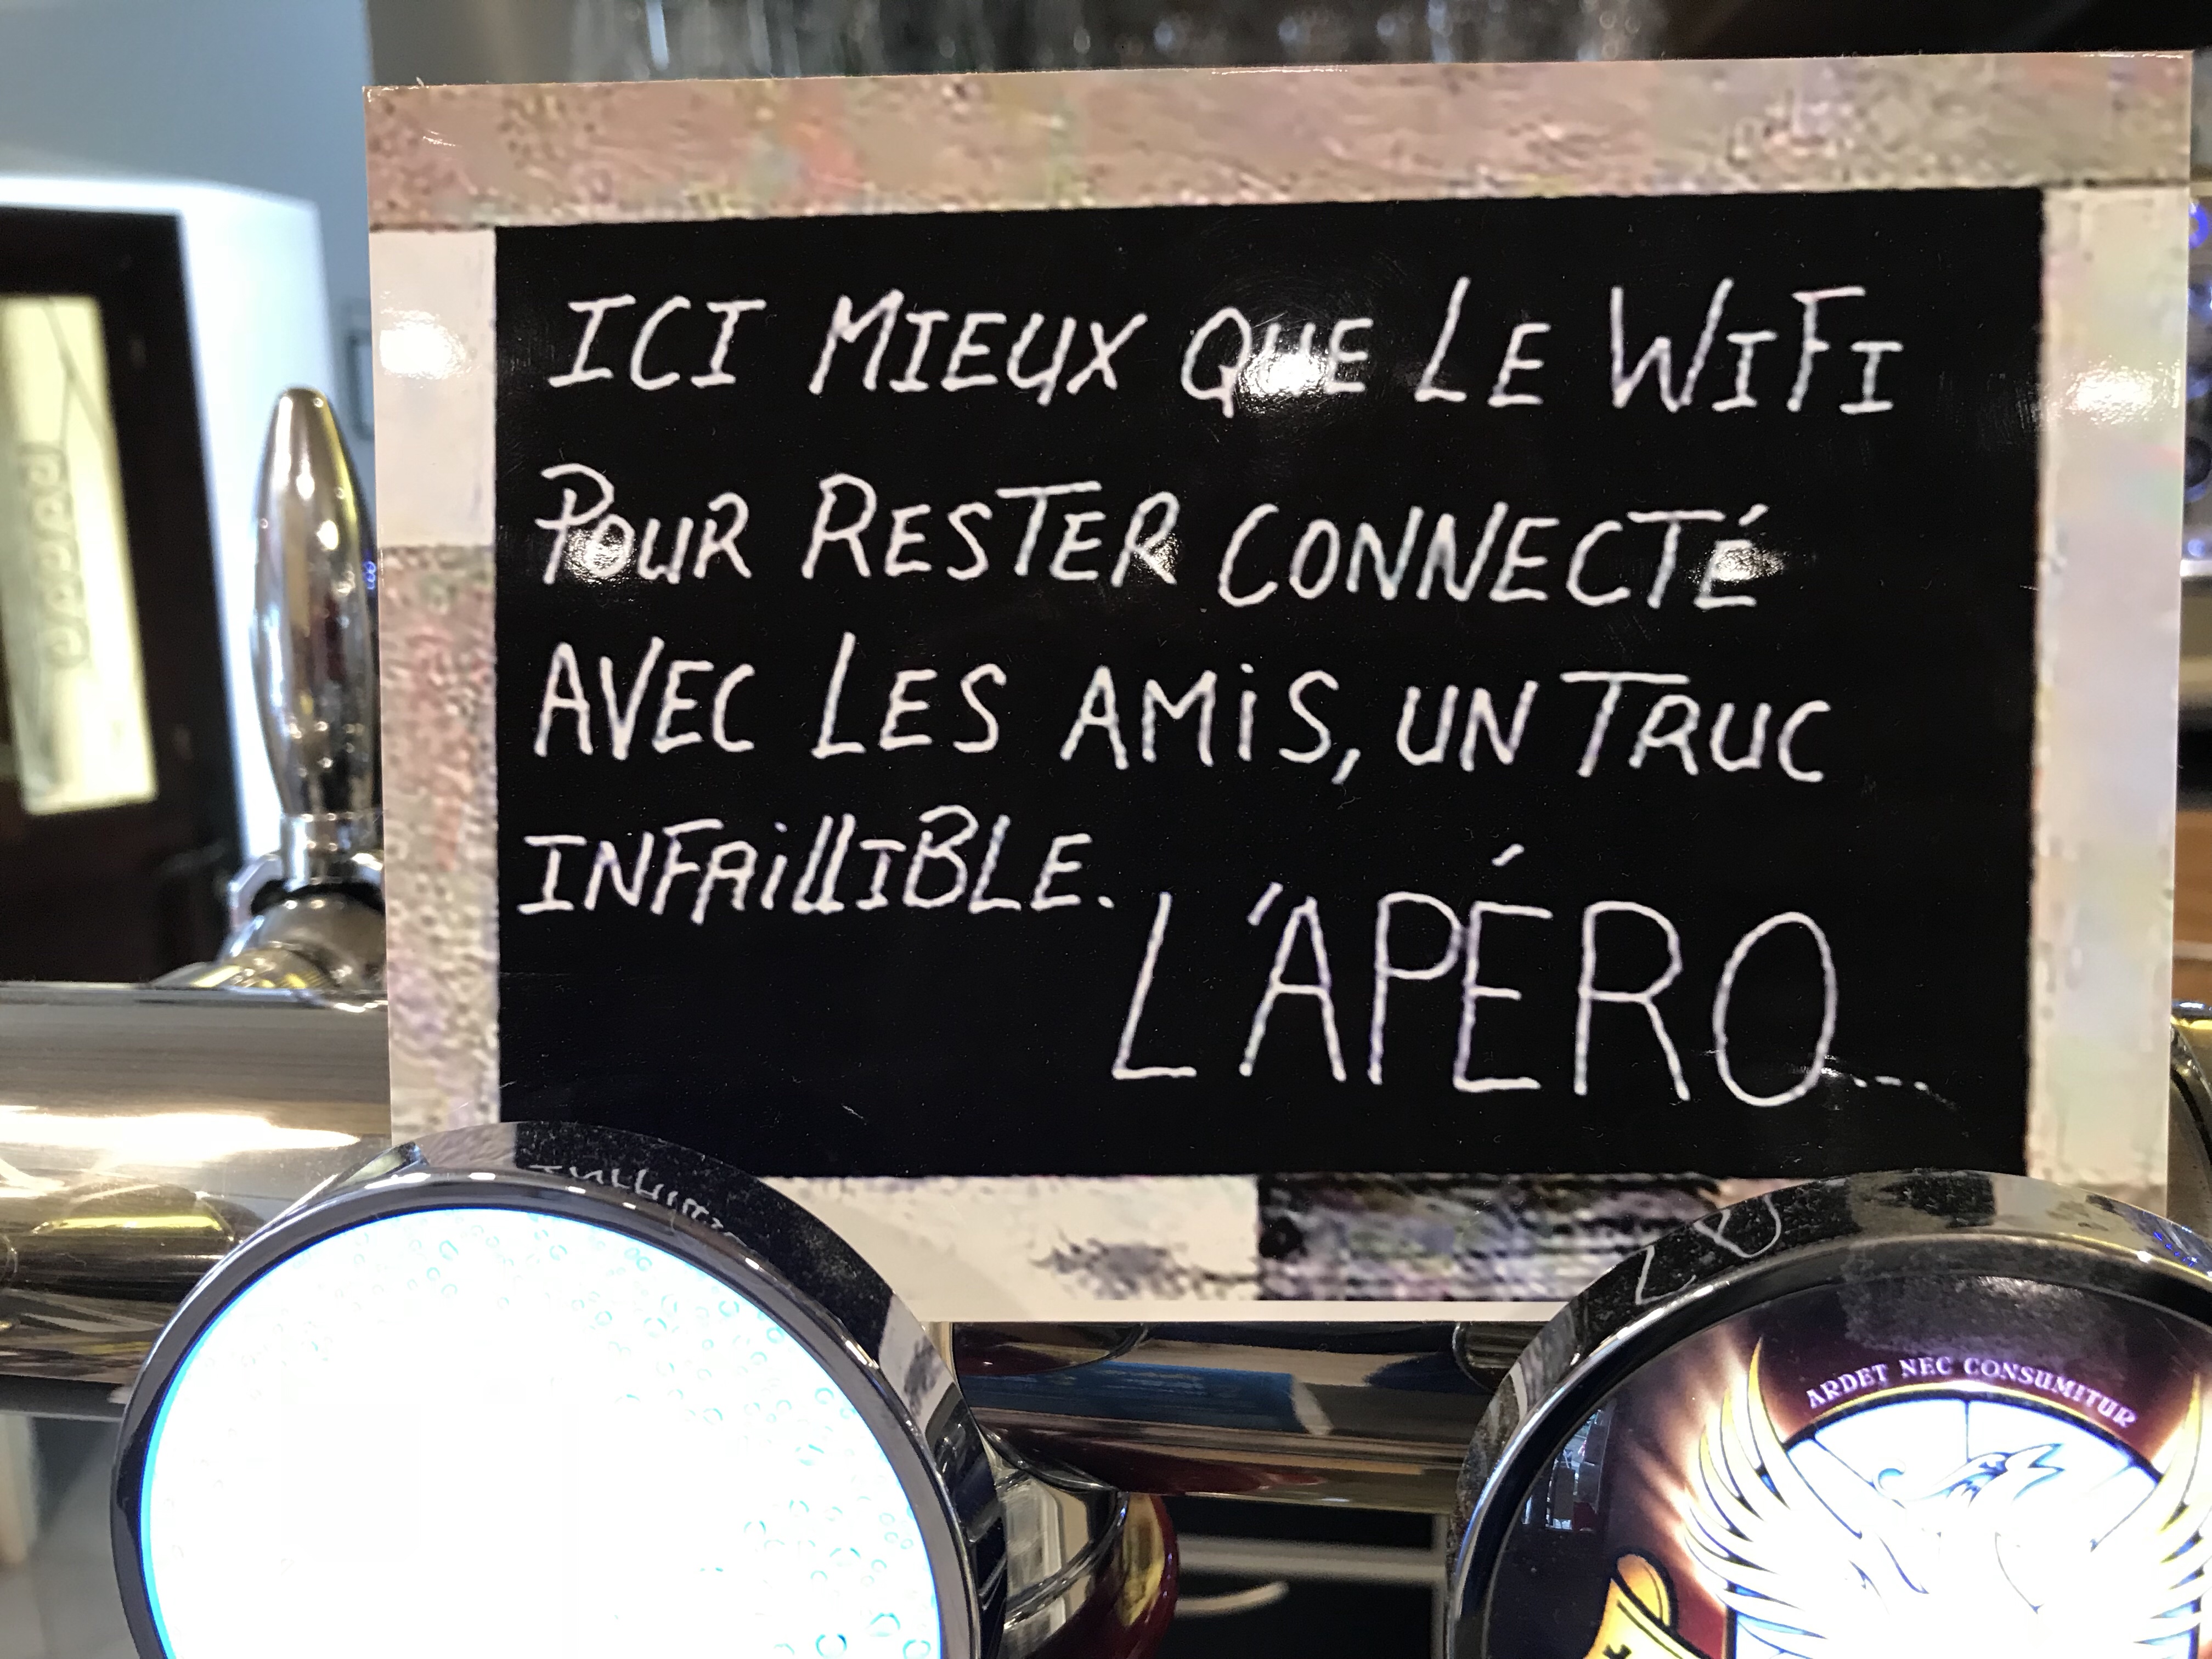 ICI MIEUX QUE LE WIFI
POUR RESTER CONNECTÉ
AVEC LES AMIS, UN TRUC
INFAILLIBLE.
L'APÉRO...
ARDET NEC CONSUMITUR